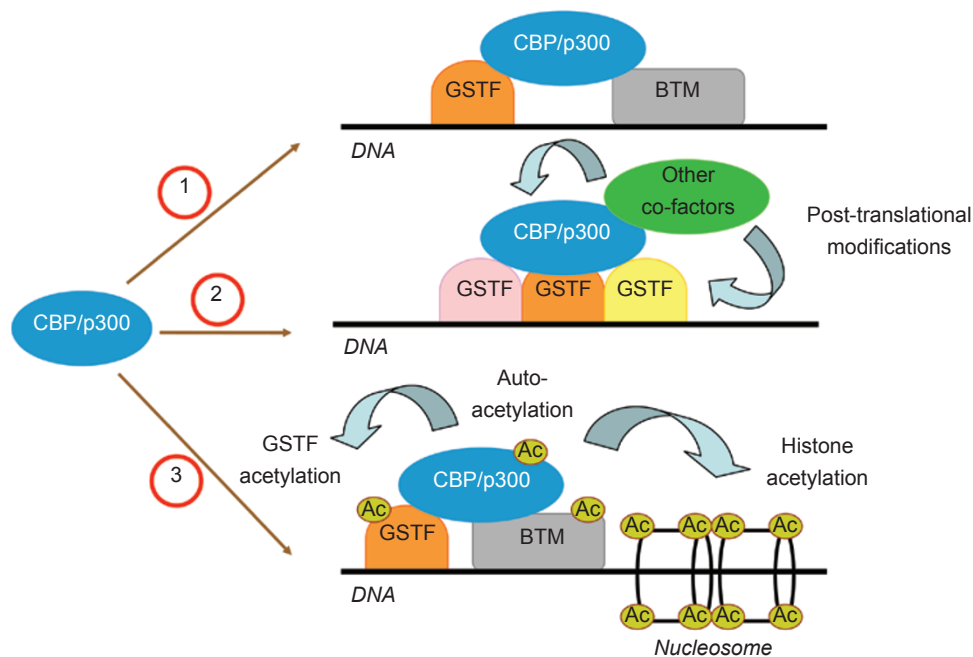 CBP/p300
GSTF
BTM
DNA
1
Other
co-factors
CBP/p300
Post-translational
modifications
2
GSTF
GSTF
GSTF
CBP/p300
DNA
Auto-
acetylation
GSTF
acetylation
Histone
acetylation
3
Ac
CBP/p300
Ac
Ac
GSTF
BTM
Ac
Ac
Ac
Ac
DNA
Ac
Ac
Ac
Ac
Nucleosome